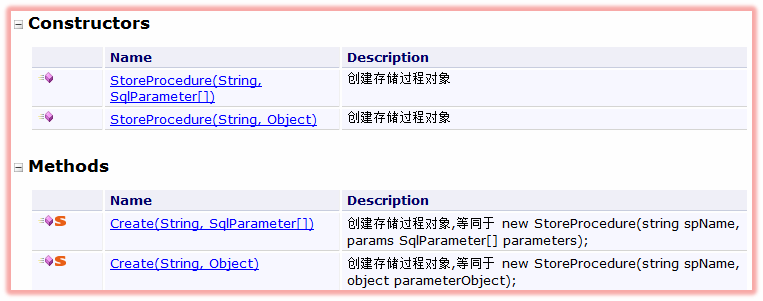 Constructors
Name Description
StoreProcedure(String, 创建存储过程对象
SqlParameter[])
StoreProcedure(String, Object) 创建存储过程对象
Methods
Name Description
Create(String, SqlParameter[]) 创建存储过程对象,等同于 new StoreProcedure(string spName,
params SqlParameter[] parameters);
Create(String, Object) 创建存储过程对象,等同于 new StoreProcedure(string spName,
object parameterObject);